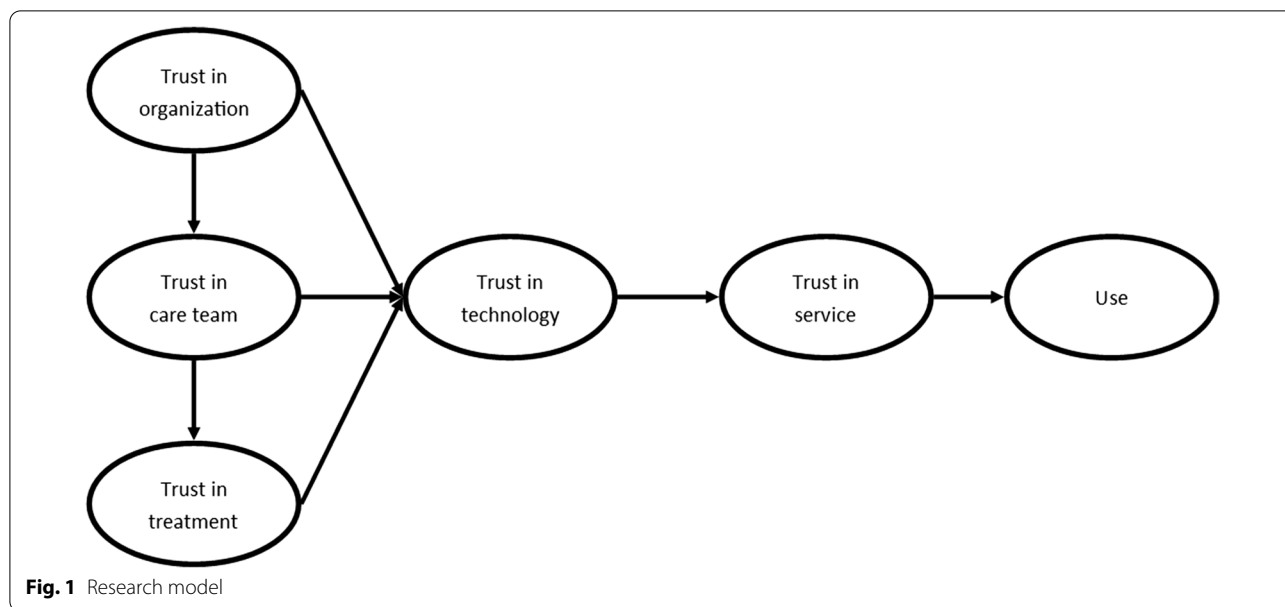 Trust in
organization
Trust in
care team
Trust in
treatment
Trust in
technology
Trust in
service
Use
Fig. 1 Research model